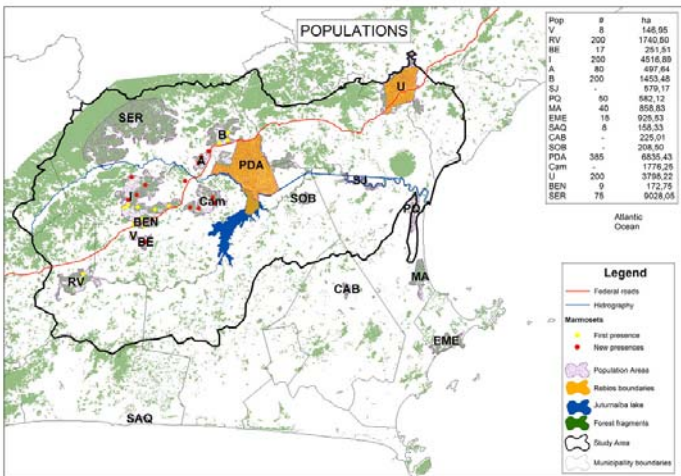 POPULATIONS
Pop # ha
V 8 146,95
RV 200 1740,50
BE 17 251,51
I 200 4516,89
A 80 497,64
B 200 1453,48
SJ - 579,17
PQ 50 582,12
MA 40 858,83
EME 18 925,53
SAQ 8 158,33
CAB - 225,01
SOB - 208,50
PDA 385 6835,43
Cam - 1776,25
U 200 3798,22
BEN 9 172,75
SER 75 9028,05
Atlantic
Ocean
U
SER
B
A
PDA
SJ
I
Cam
SOB
PQ
BEN
V
BE
RV
CAB
MA
EME
SAQ
Legend
Federal roads
Hidrography
Marmosets
First presence
New presences
Population Areas
Rebios boundaries
Juturnaíba lake
Forest fragments
Study Area
Municipality boundaries